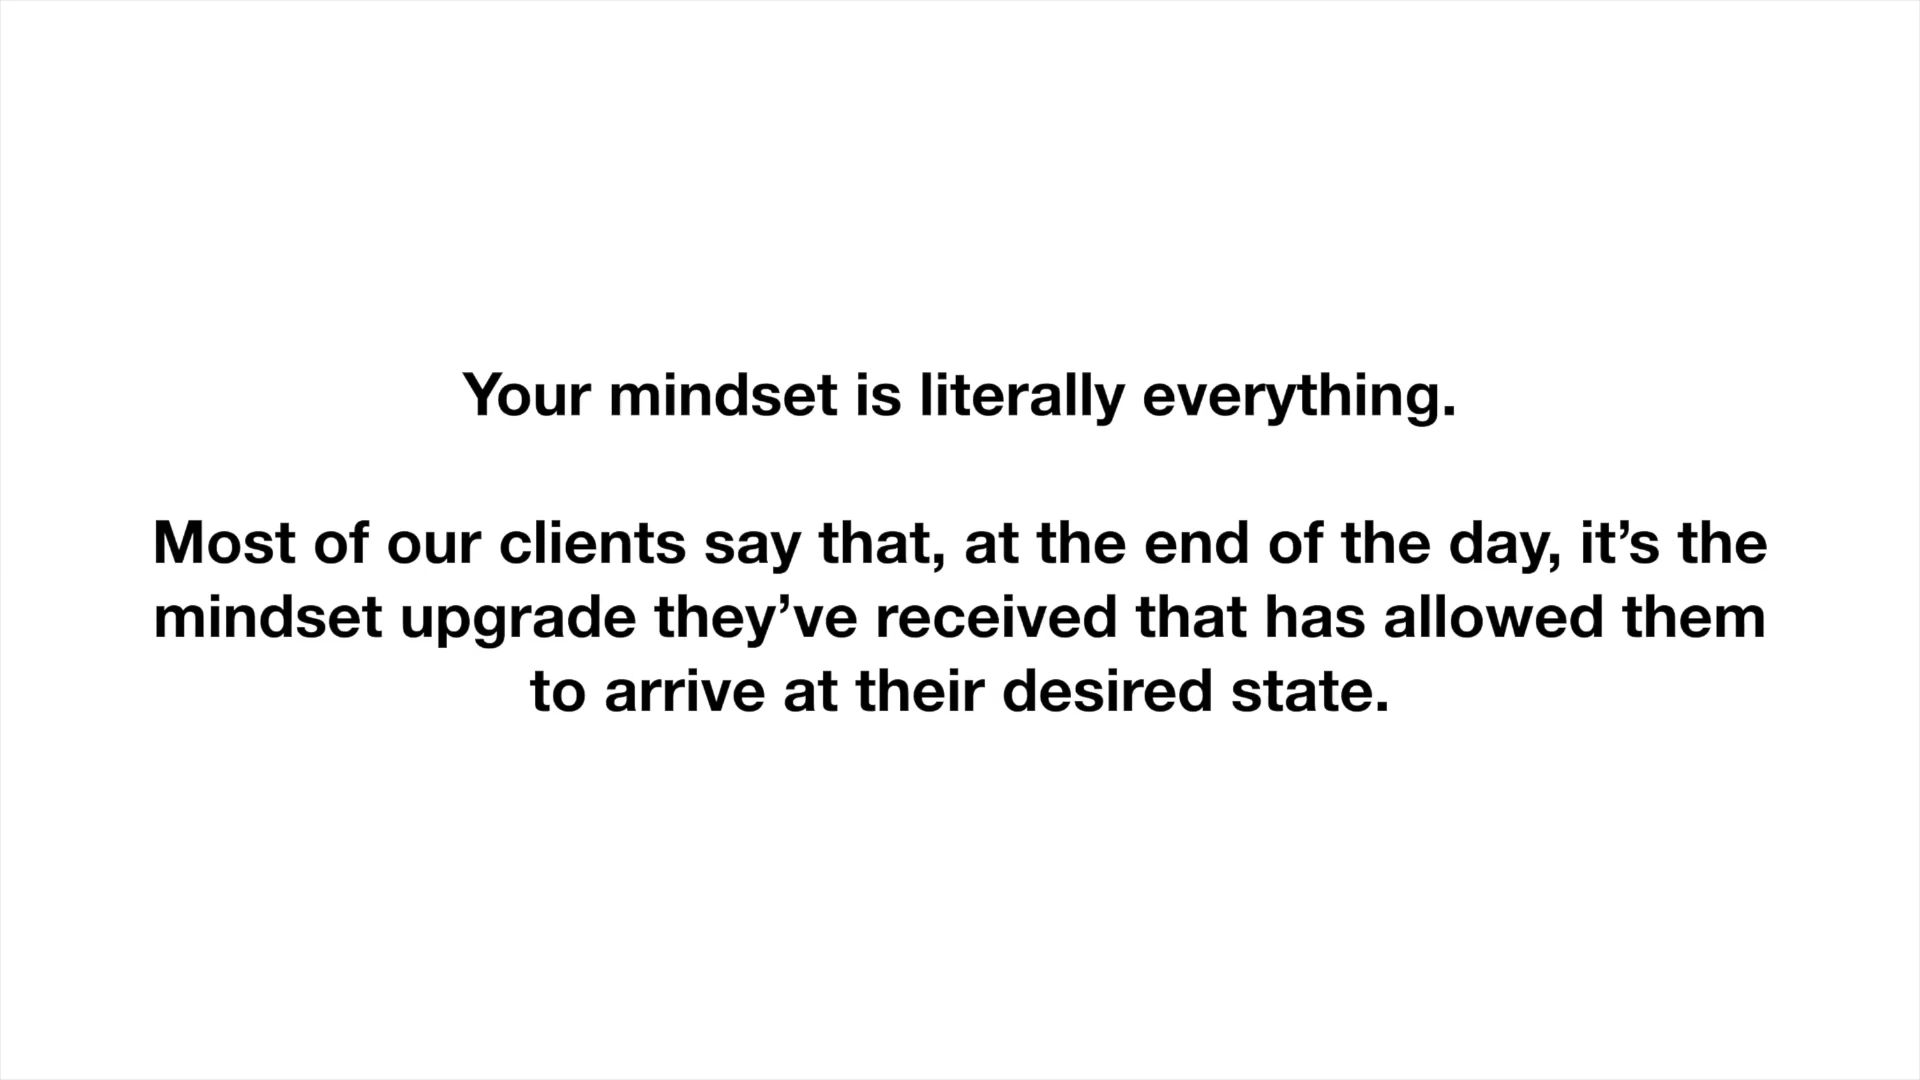 Your mindset is literally everything.
Most of our clients say that, at the end of the day, it’s the
mindset upgrade they’ve received that has allowed them
to arrive at their desired state.